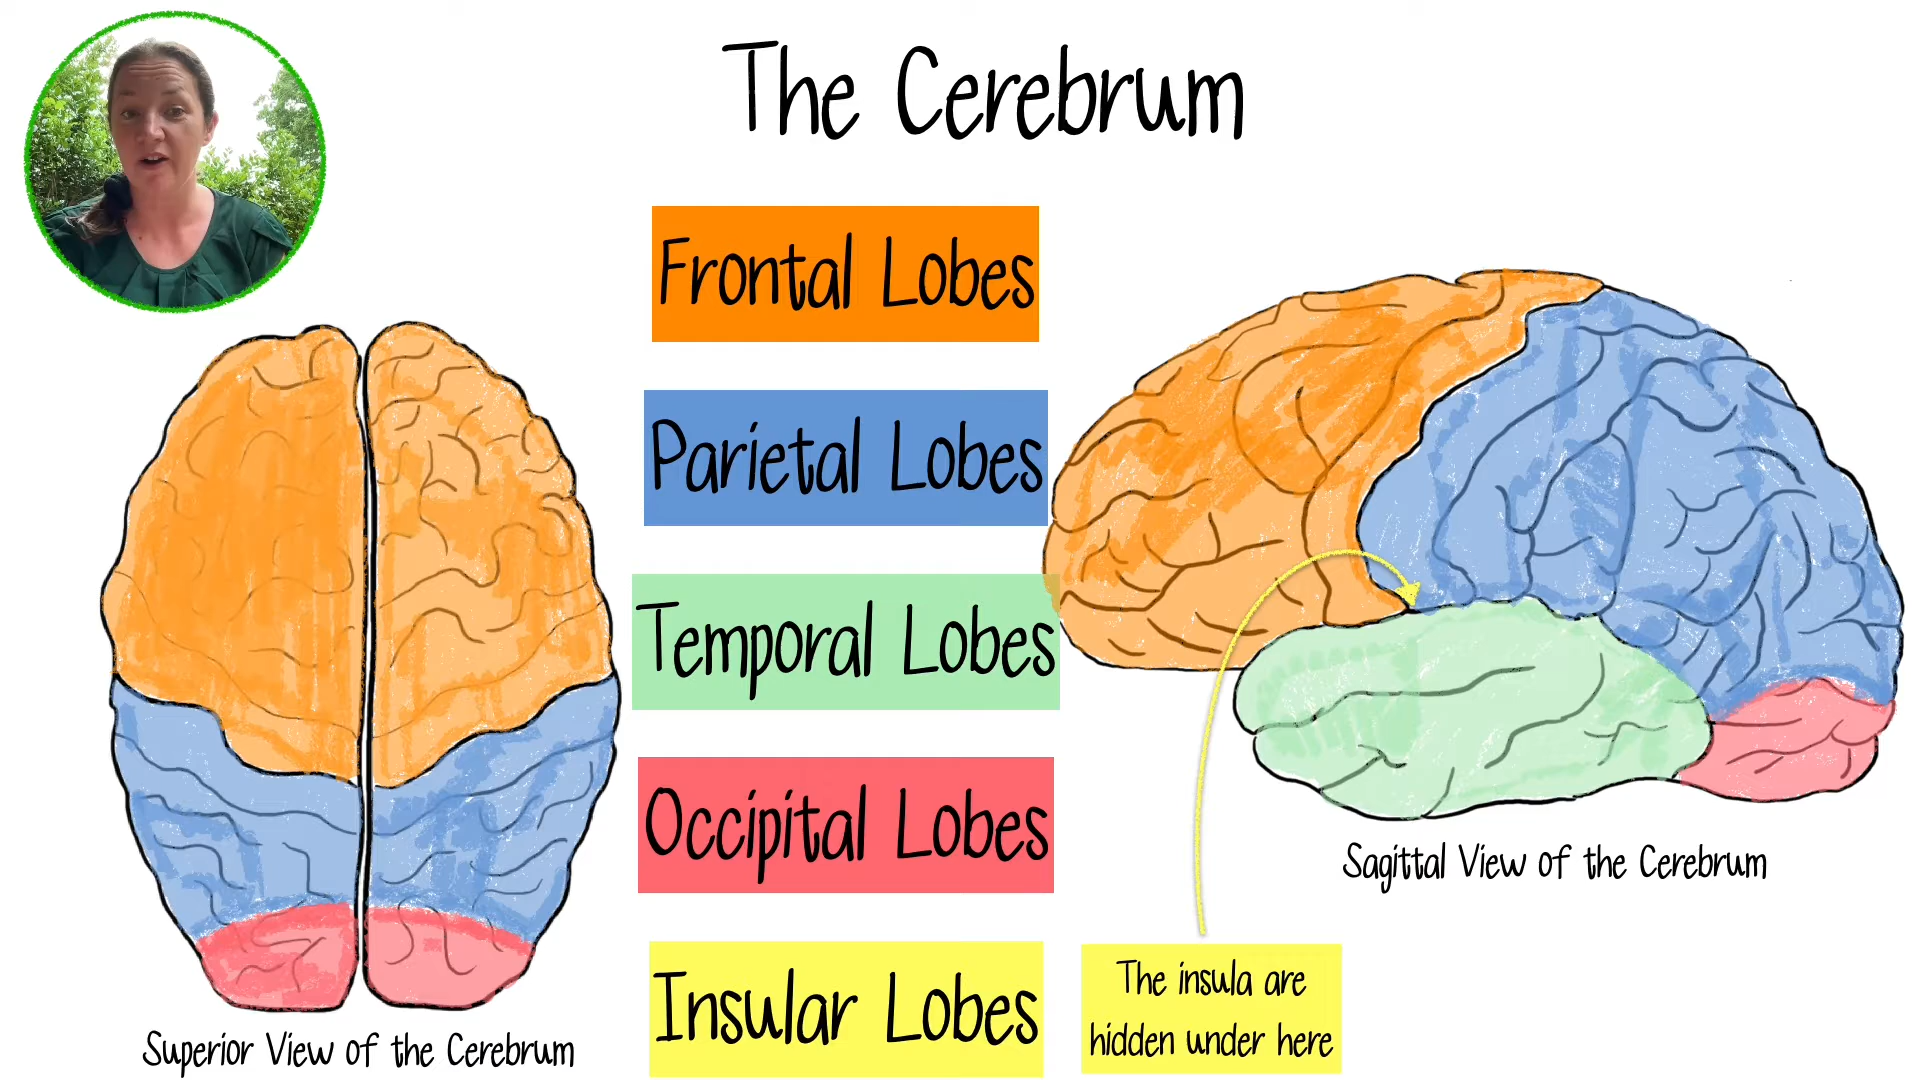 The Cerebrum
Frontal Lobes
Parietal Lobes
Temporal Lobes
Occipital Lobes
Insular Lobes
The insula are
hidden under here
Superior View of the Cerebrum
Sagittal View of the Cerebrum